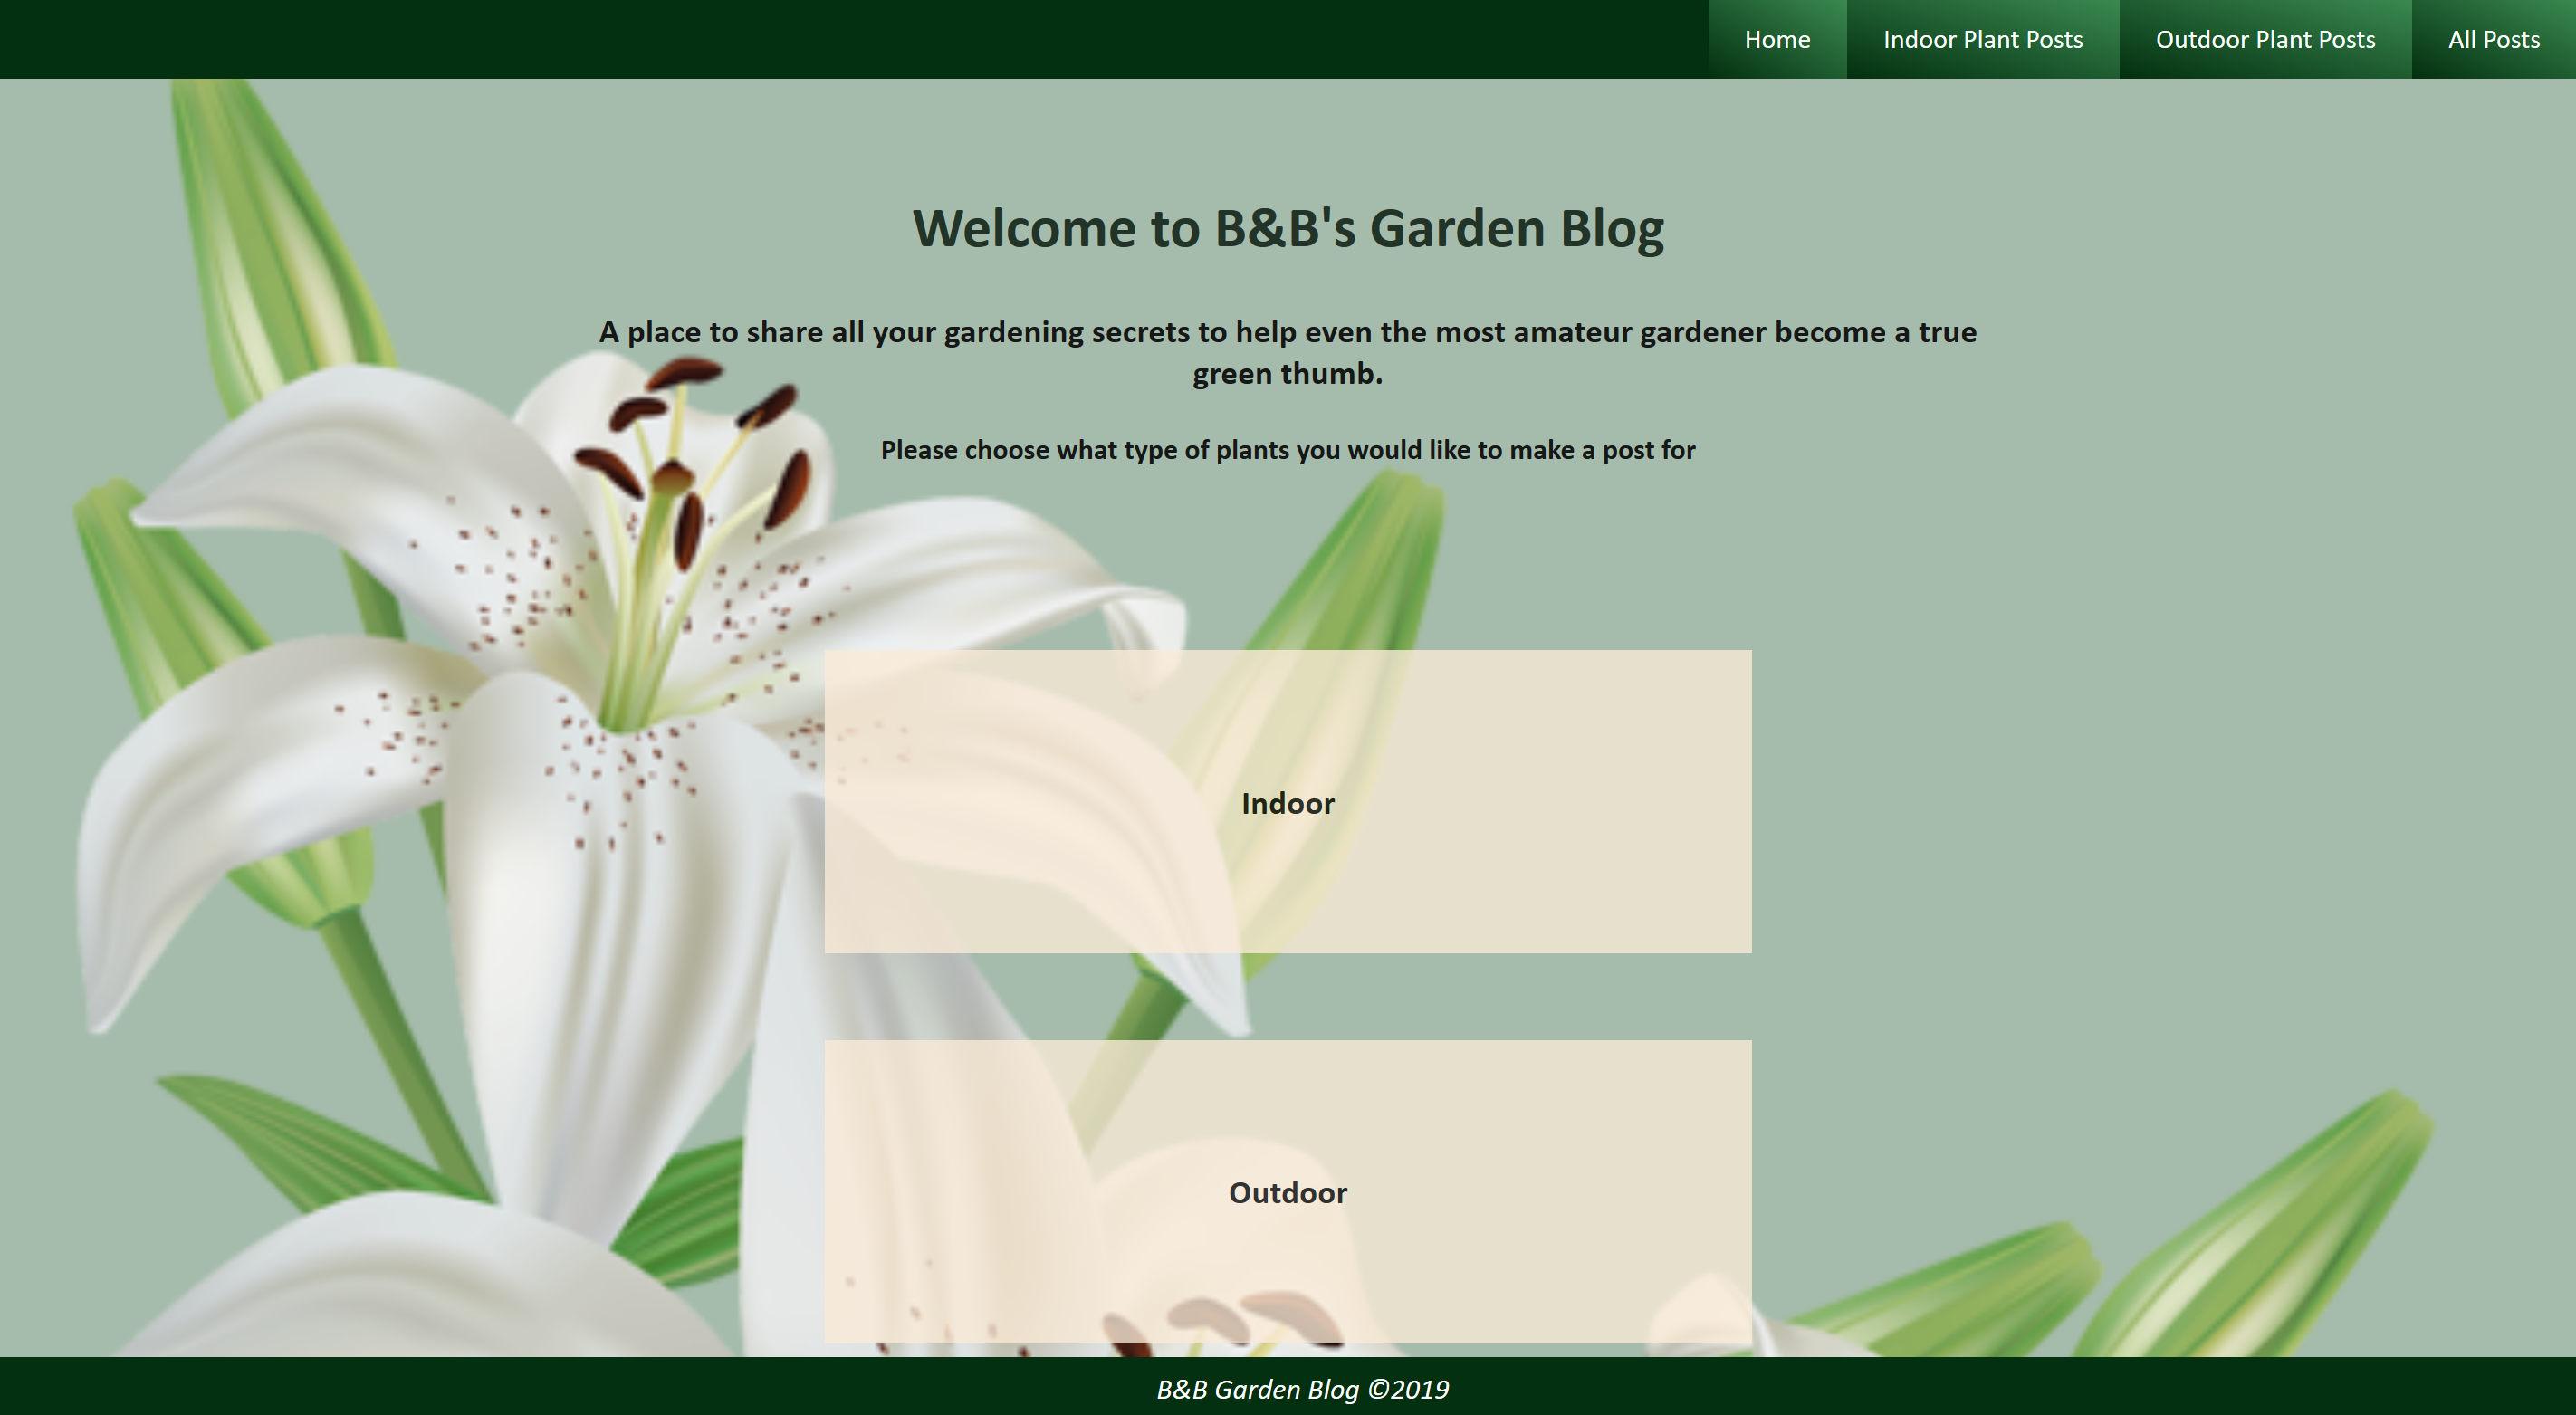 Home
Indoor Plant Posts
Outdoor Plant Posts
All Posts
Welcome to B&B's Garden Blog
A place to share all your gardening secrets to help even the most amateur gardener become a true
green thumb.
Please choose what type of plants you would like to make a post for
Indoor
Outdoor
B&B Garden Blog ©2019